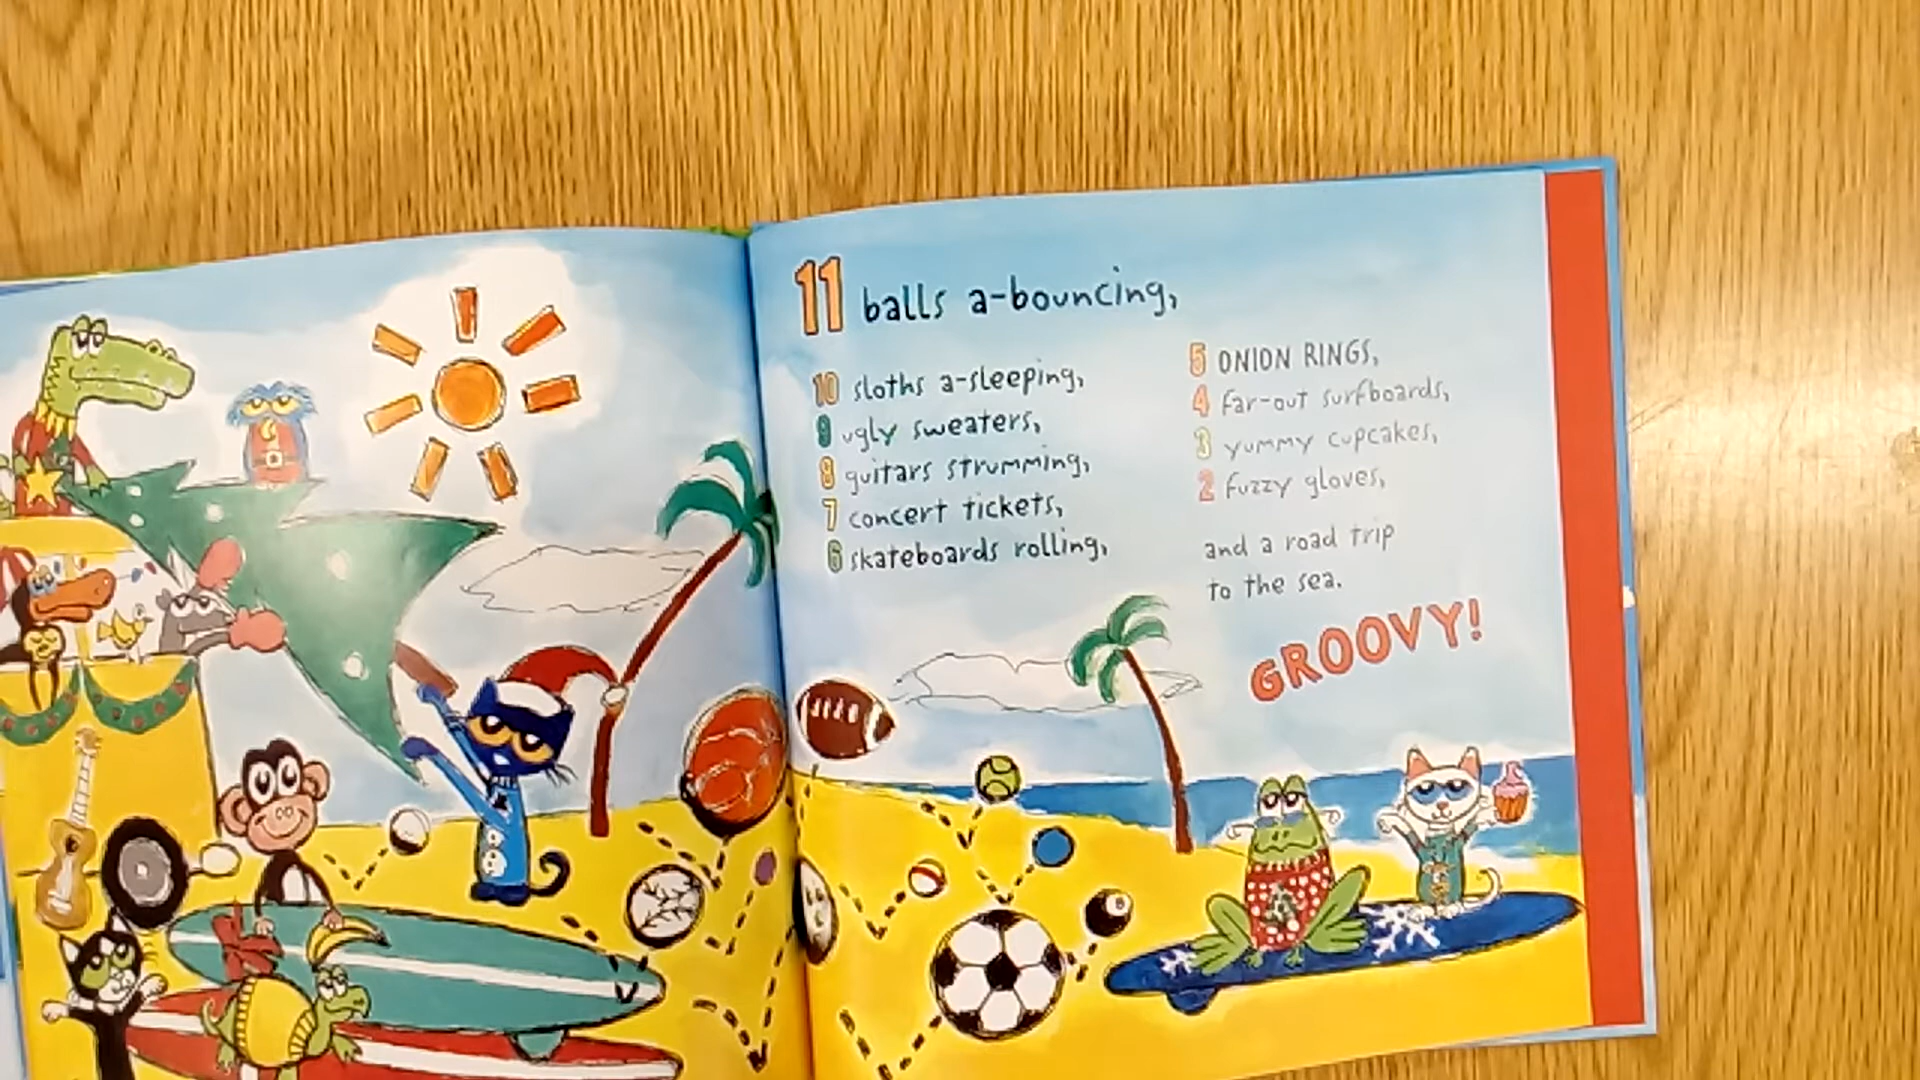 11 balls a-bouncing,
10 sloths a-sleeping,
9 ugly sweaters,
8 guitars strumming,
7 concert tickets,
6 skateboards rolling,
5 ONION RINGS,
4 far-out surfboards,
3 yummy cupcakes,
2 fuzzy gloves,
and a road trip
to the sea.
GROOVY!
8